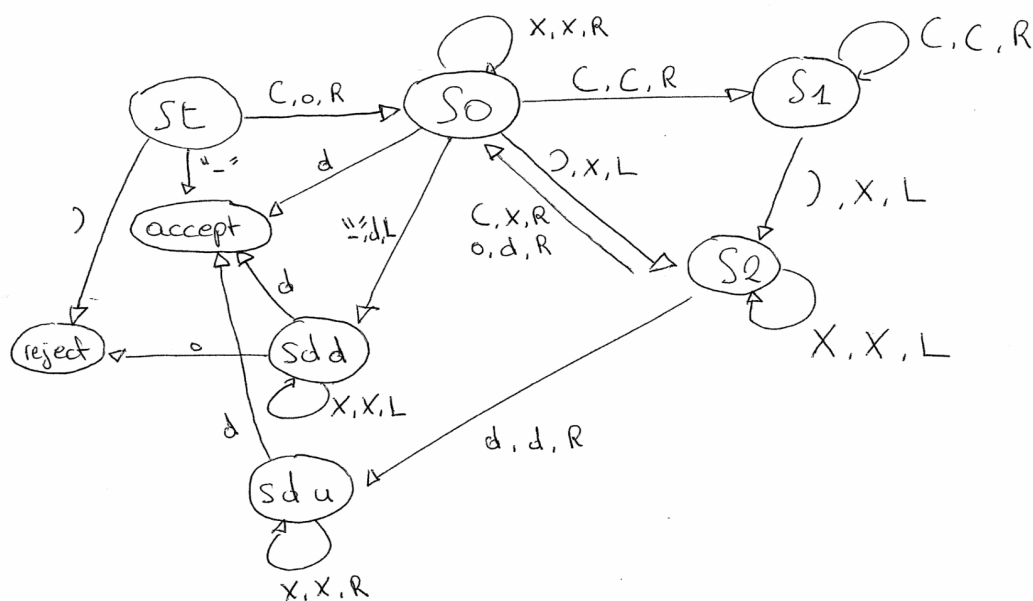 X, X, R
C, C, R
St
C, o, R
S0
C, C, R
S1
"_"
d
), X, L
), X, L
)
accept
"_", d, L
C, X, R
o, d, R
S2
d
reject
o
sdd
X, X, L
X, X, L
d
d, d, R
sdu
X, X, R